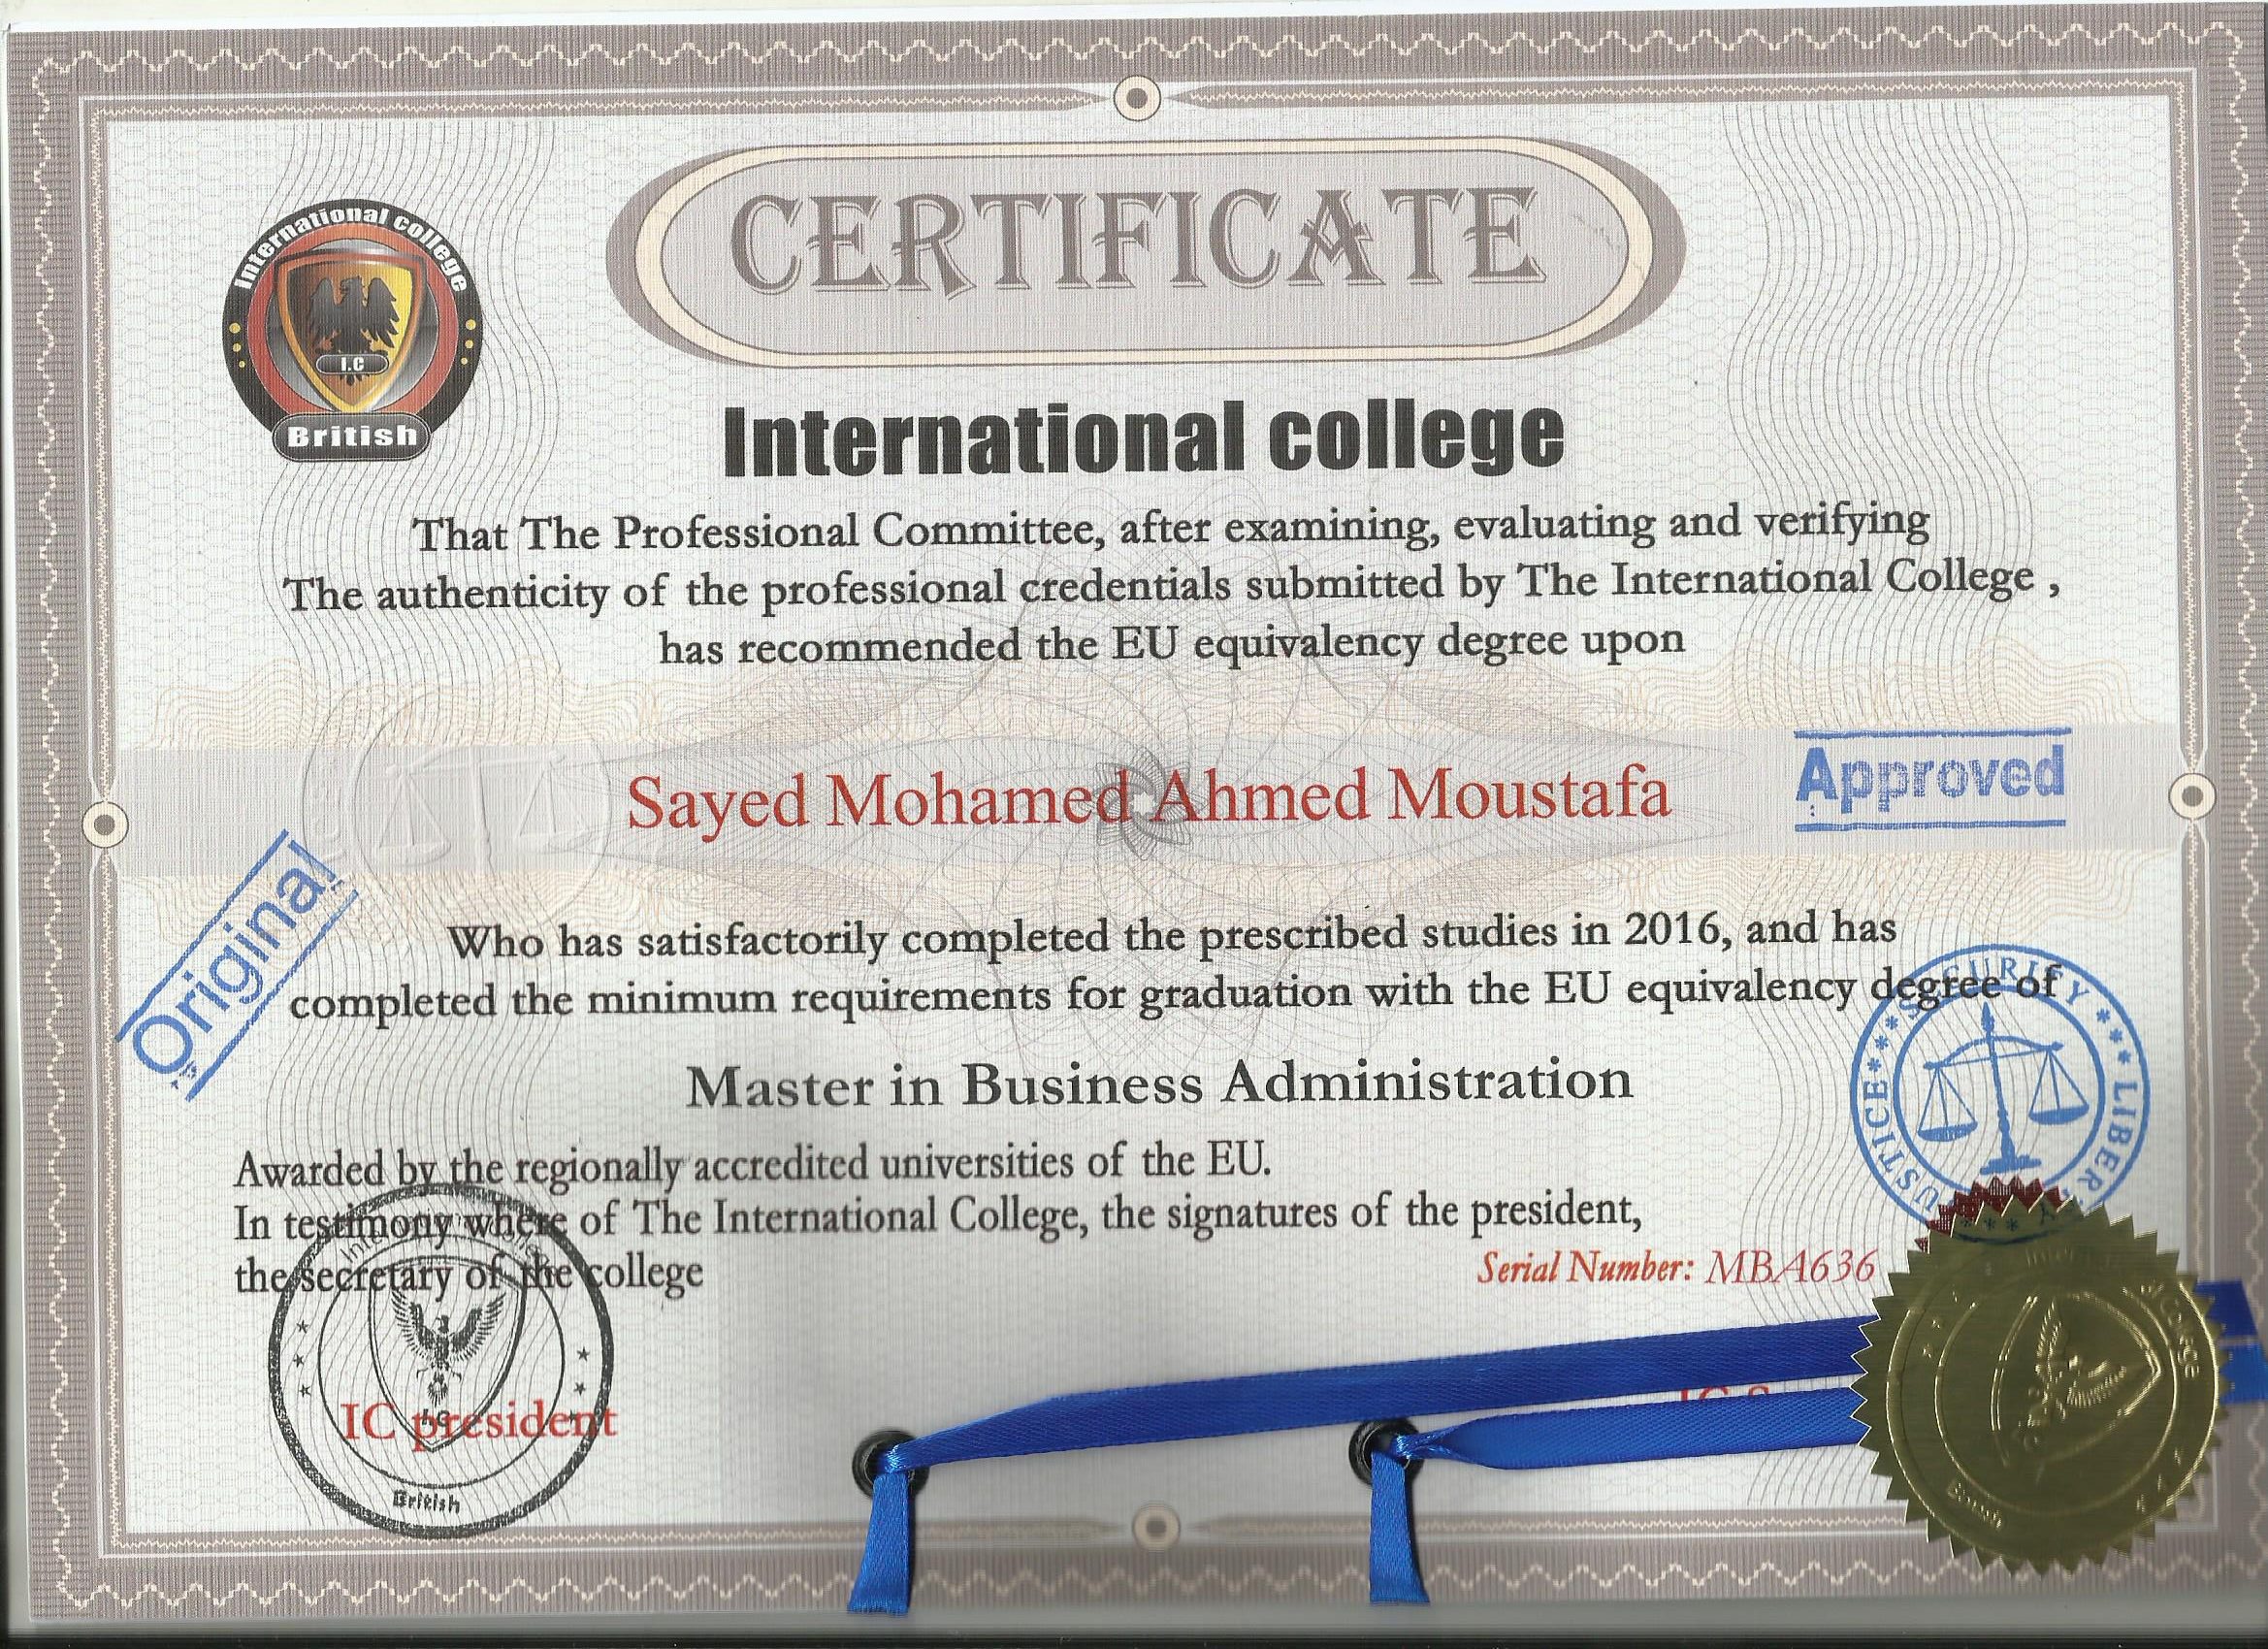 International college
I.C
British
CERTIFICATE
International college
That The Professional Committee, after examining, evaluating and verifying
The authenticity of the professional credentials submitted by The International College ,
has recommended the EU equivalency degree upon
Sayed Mohamed Ahmed Moustafa
Approved
Original
Who has satisfactorily completed the prescribed studies in 2016, and has
completed the minimum requirements for graduation with the EU equivalency degree of
Master in Business Administration
SECURITY *** LIBERTY *** JUSTICE ***
Awarded by the regionally accredited universities of the EU.
In testimony where of The International College, the signatures of the president,
the secretary of the college
Serial Number: MBA636
IC president
British